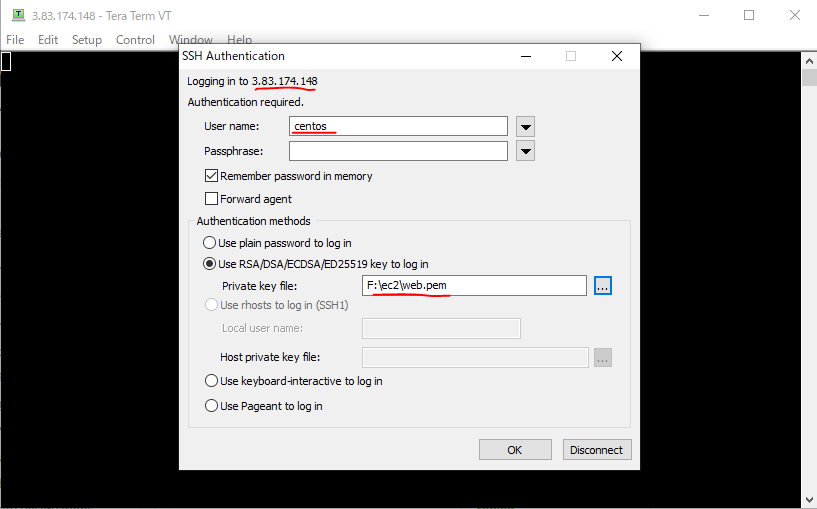 3.83.174.148 - Tera Term VT
File Edit Setup Control Window Help
SSH Authentication
Logging in to 3.83.174.148
Authentication required.
User name: centos
Passphrase:
Remember password in memory
Forward agent
Authentication methods
Use plain password to log in
Use RSA/DSA/ECDSA/ED25519 key to log in
Private key file: F:\ec2\web.pem ...
Use rhosts to log in (SSH1)
Local user name:
Host private key file: ...
Use keyboard-interactive to log in
Use Pageant to log in
OK Disconnect